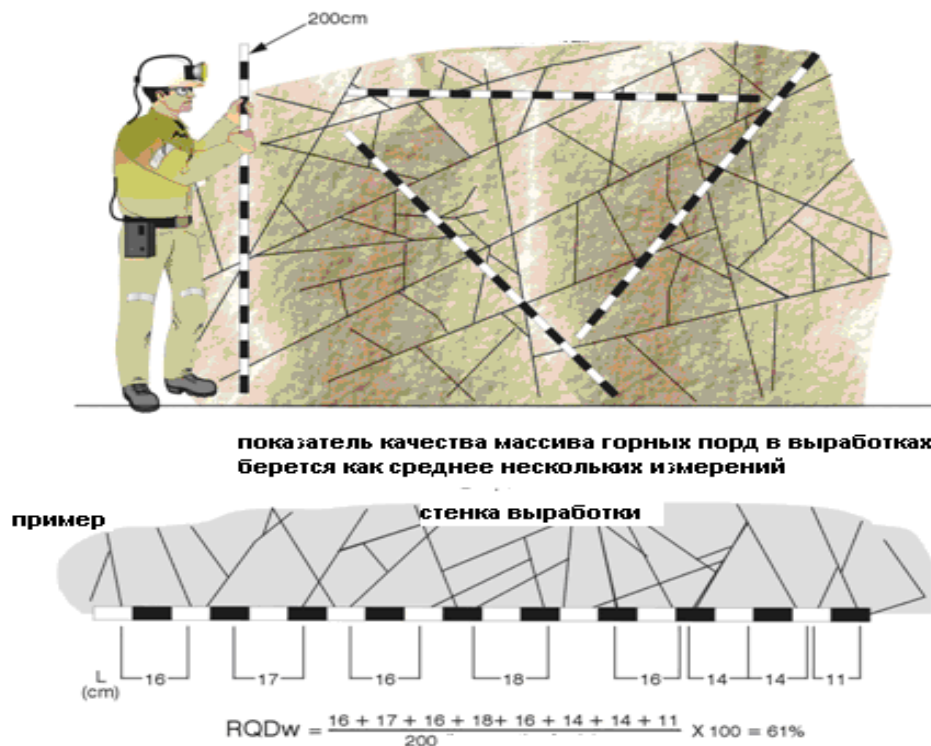 200cm
показатель качества массива горных порд в выработках
берется как среднее нескольких измерений
пример
стенка выработки
L
(cm)
16 17 16 18 16 14 14 11
RQDw = 16 + 17 + 16 + 18+ 16 + 14 + 14 + 11 X 100 = 61%
200